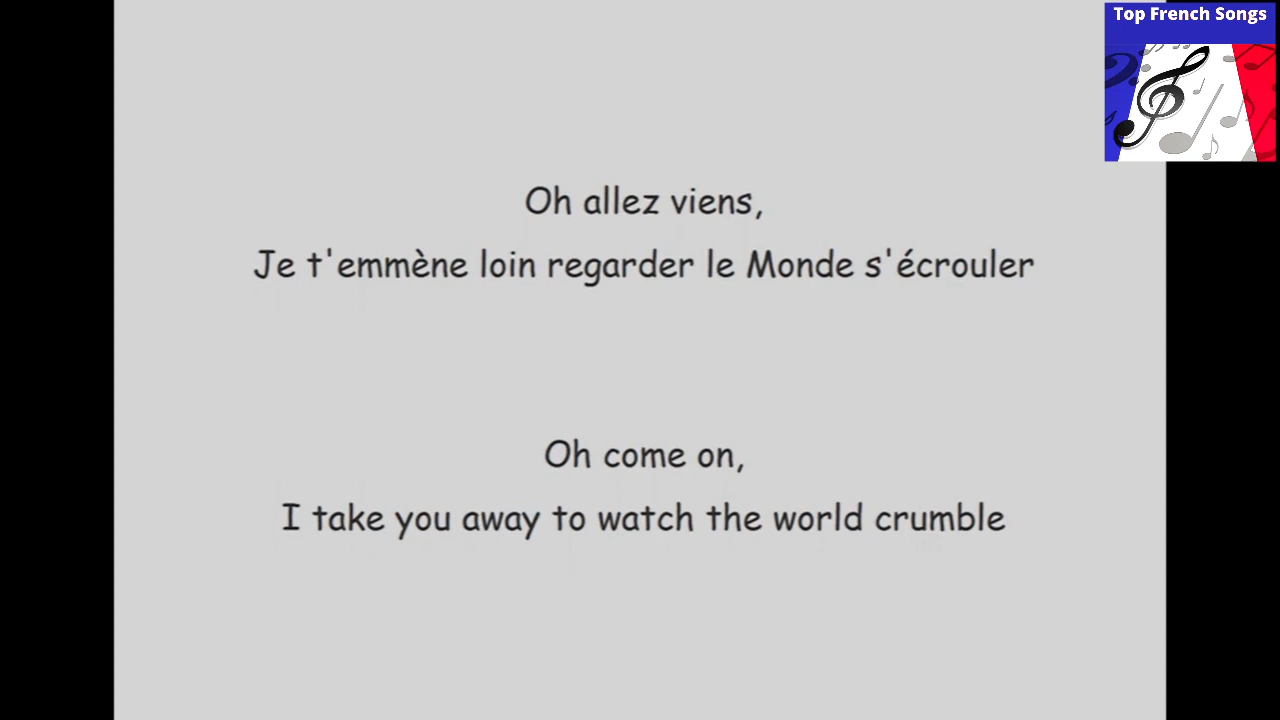 Top French Songs
Oh allez viens,
Je t'emmène loin regarder le Monde s'écrouler
Oh come on,
I take you away to watch the world crumble